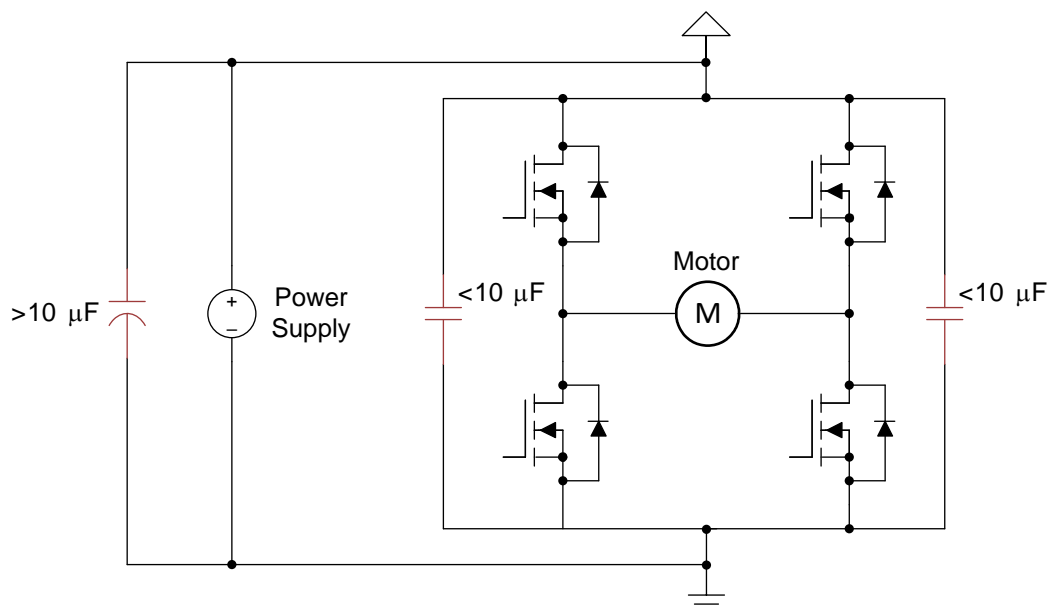 Motor
<10 μF
<10 μF
>10 μF
+
–
Power
Supply
M